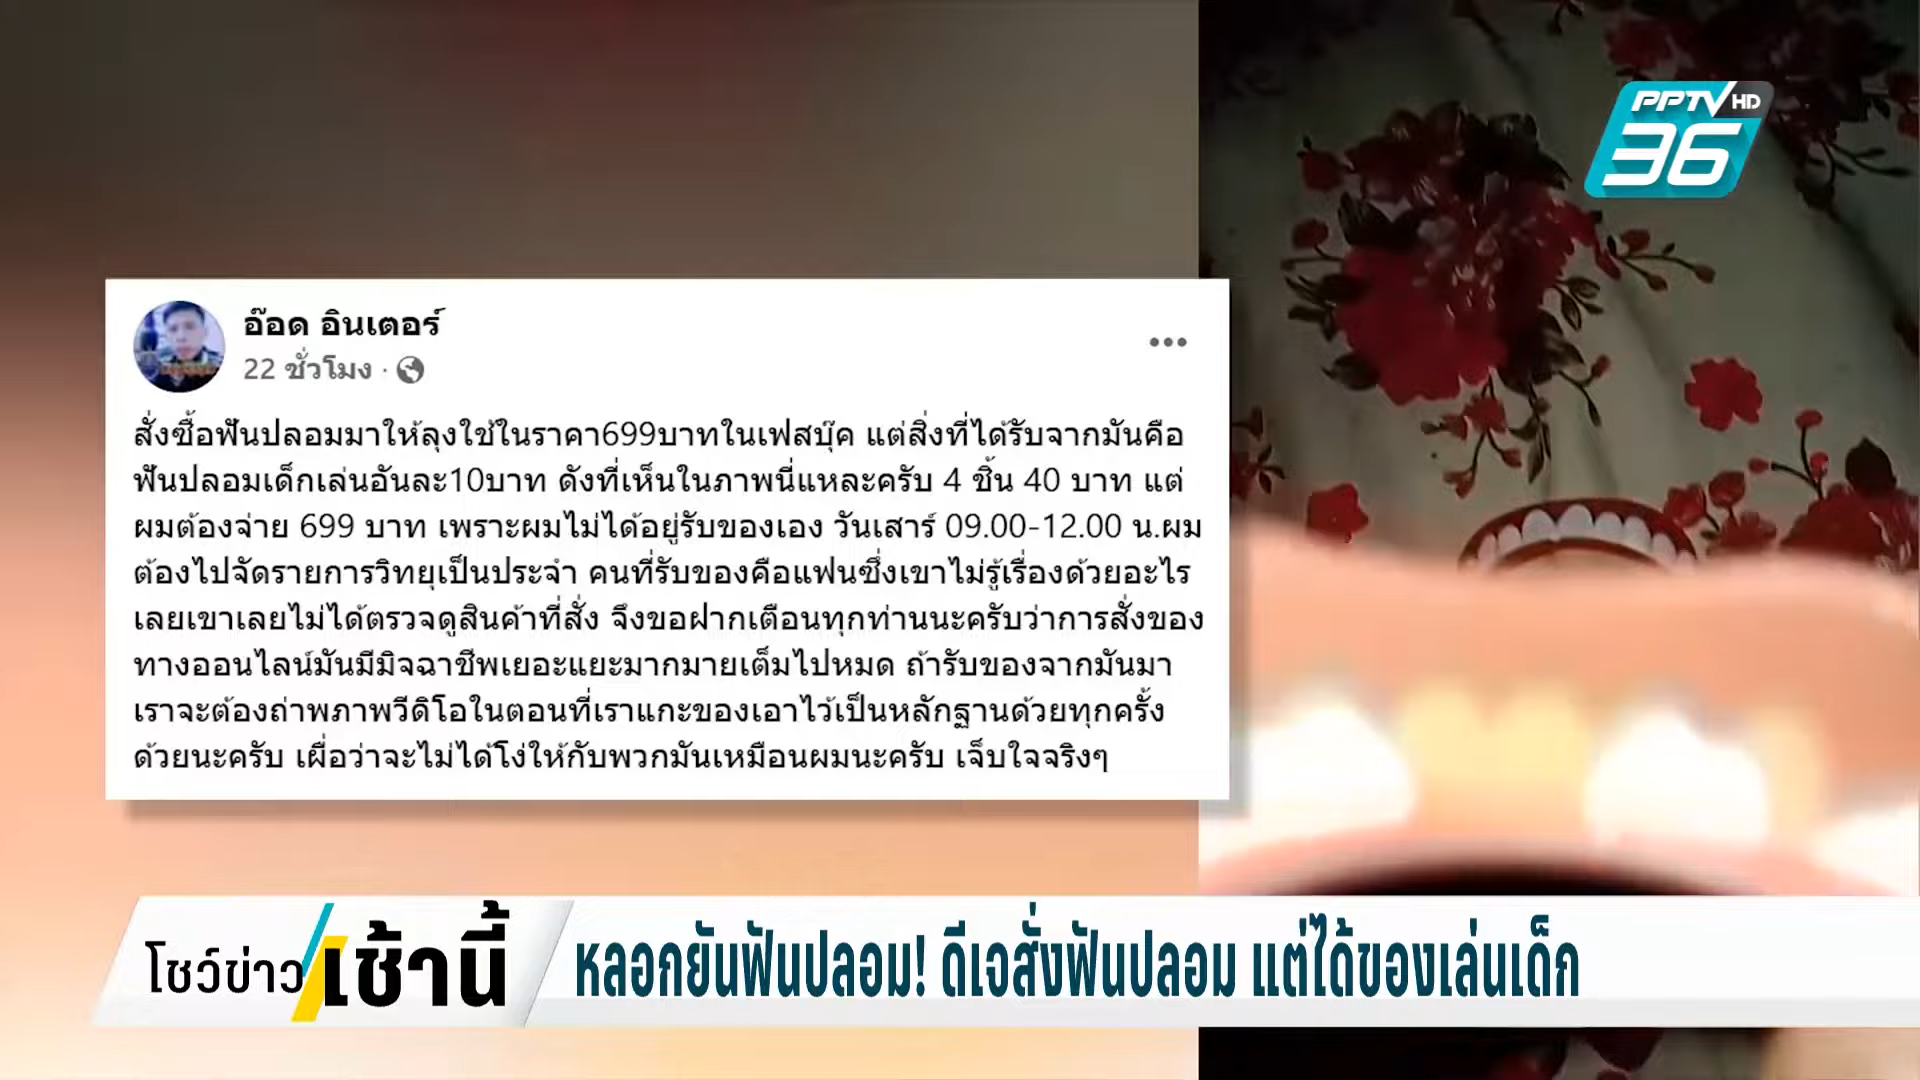 PPTV HD
36
อ๊อด อินเตอร์
22 ชั่วโมง ·
สั่งซื้อฟันปลอมมาให้ลุงใช้ในราคา699บาทในเฟสบุ๊ค แต่สิ่งที่ได้รับจากมันคือ
ฟันปลอมเด็กเล่นอันละ10บาท ดังที่เห็นในภาพนี่แหละครับ 4 ชิ้น 40 บาท แต่
ผมต้องจ่าย 699 บาท เพราะผมไม่ได้อยู่รับของเอง วันเสาร์ 09.00-12.00 น.ผม
ต้องไปจัดรายการวิทยุเป็นประจำ คนที่รับของคือแฟนซึ่งเขาไม่รู้เรื่องด้วยอะไร
เลยเขาเลยไม่ได้ตรวจดูสินค้าที่สั่ง จึงขอฝากเตือนทุกท่านนะครับว่าการสั่งของ
ทางออนไลน์มันมีมิจฉาชีพเยอะแยะมากมายเต็มไปหมด ถ้ารับของจากมันมา
เราจะต้องถ่าพภาพวีดิโอในตอนที่เราแกะของเอาไว้เป็นหลักฐานด้วยทุกครั้ง
ด้วยนะครับ เผื่อว่าจะไม่ได้โง่ให้กับพวกมันเหมือนผมนะครับ เจ็บใจจริงๆ
โชว์ข่าวเช้านี้
หลอกยันฟันปลอม! ดีเจสั่งฟันปลอม แต่ได้ของเล่นเด็ก